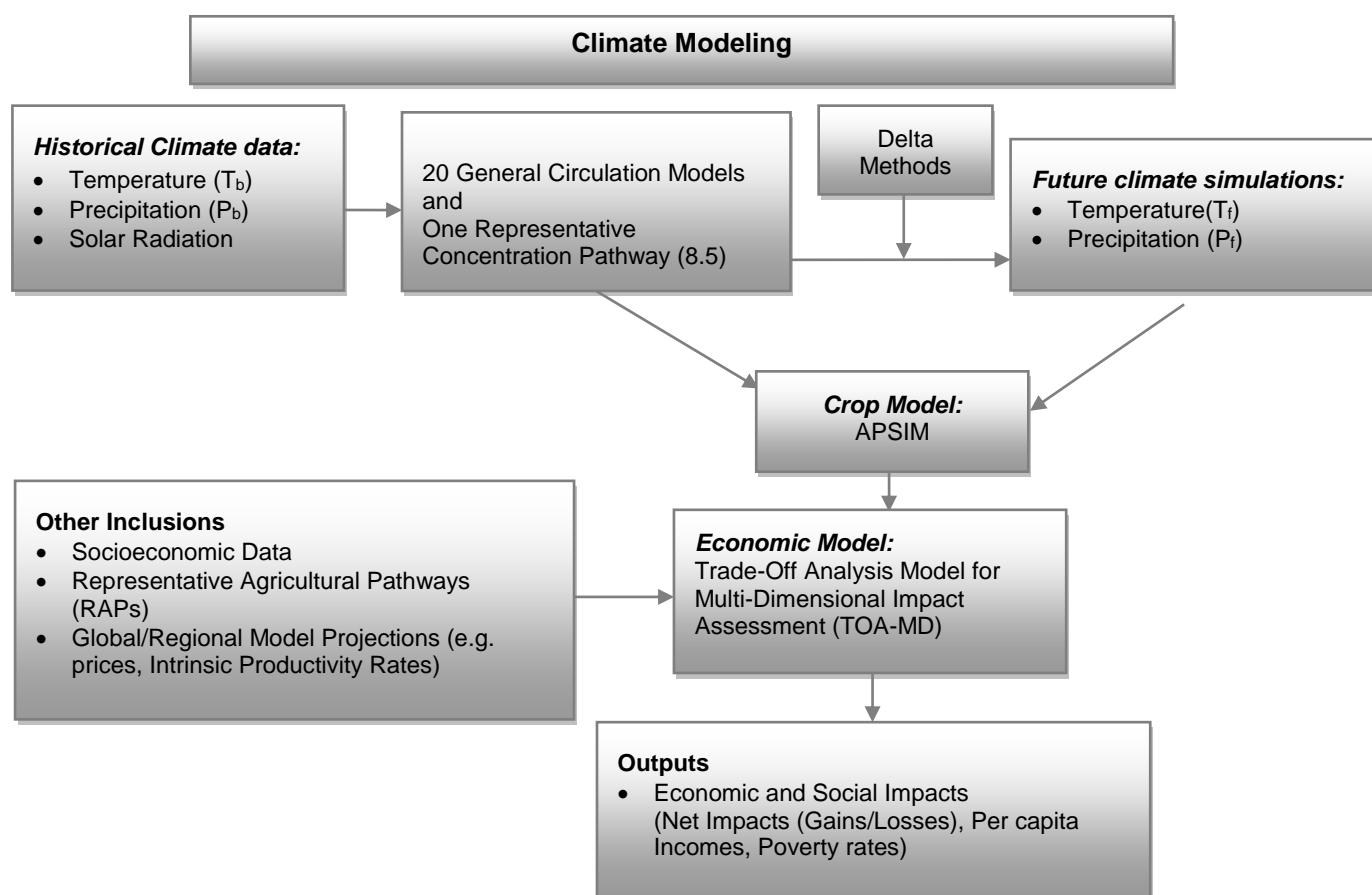 Climate Modeling
Historical Climate data:
• Temperature (Tb)
• Precipitation (Pb)
• Solar Radiation
20 General Circulation Models
and
One Representative
Concentration Pathway (8.5)
Delta
Methods
Future climate simulations:
• Temperature(Tf)
• Precipitation (Pf)
Crop Model:
APSIM
Other Inclusions
• Socioeconomic Data
• Representative Agricultural Pathways
(RAPs)
• Global/Regional Model Projections (e.g.
prices, Intrinsic Productivity Rates)
Economic Model:
Trade-Off Analysis Model for
Multi-Dimensional Impact
Assessment (TOA-MD)
Outputs
• Economic and Social Impacts
(Net Impacts (Gains/Losses), Per capita
Incomes, Poverty rates)